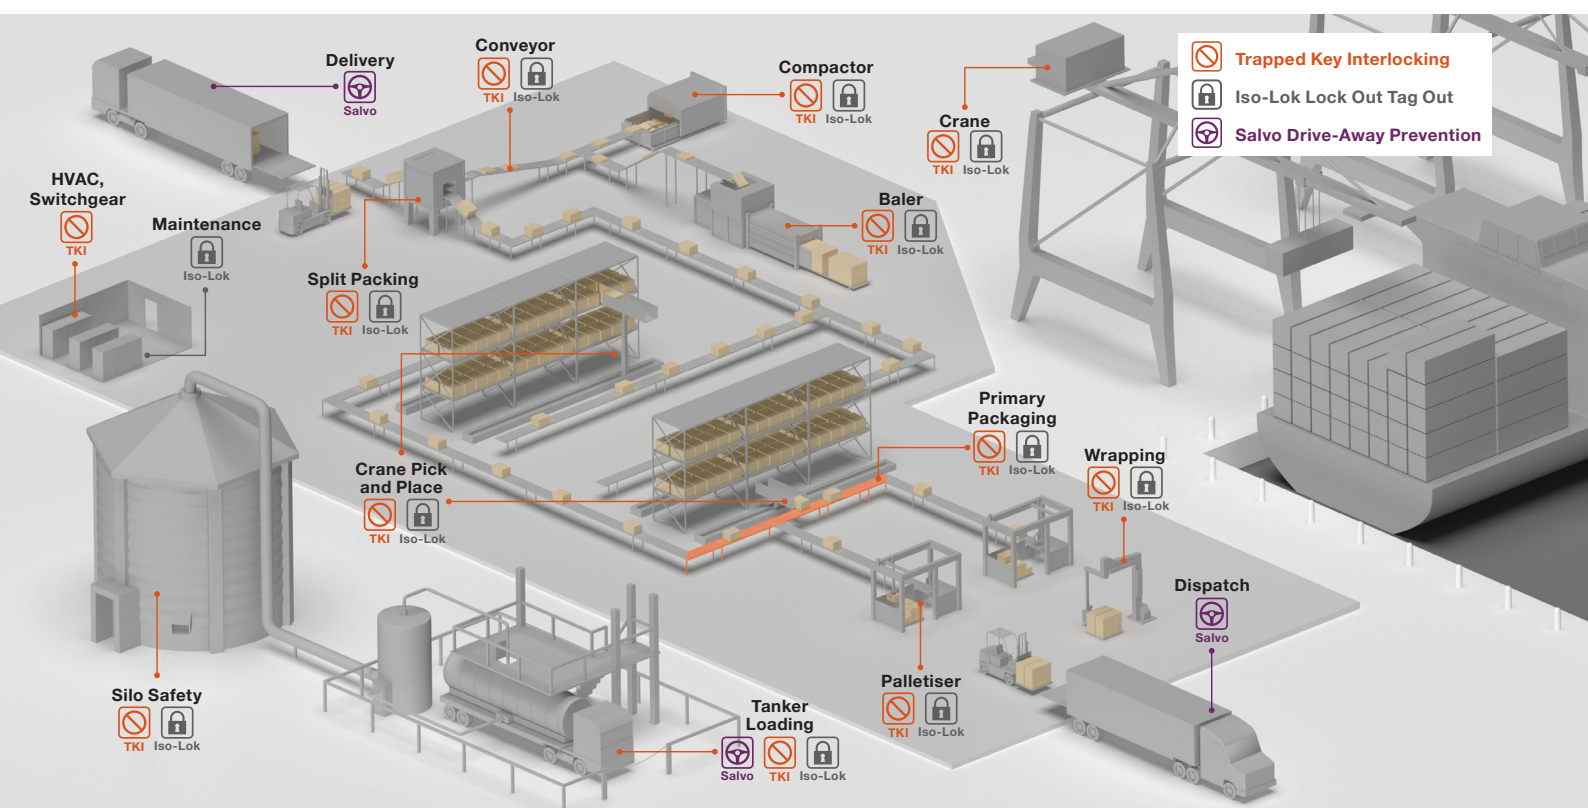 Delivery
Salvo
Conveyor
TKI Iso-Lok
Compactor
TKI Iso-Lok
Crane
TKI Iso-Lok
Trapped Key Interlocking
Iso-Lok Lock Out Tag Out
Salvo Drive-Away Prevention
HVAC,
Switchgear
TKI
Maintenance
Iso-Lok
Split Packing
TKI Iso-Lok
Baler
TKI Iso-Lok
Crane Pick
and Place
TKI Iso-Lok
Primary
Packaging
TKI Iso-Lok
Wrapping
TKI Iso-Lok
Dispatch
Salvo
Silo Safety
TKI Iso-Lok
Tanker
Loading
Salvo TKI Iso-Lok
Palletiser
TKI Iso-Lok